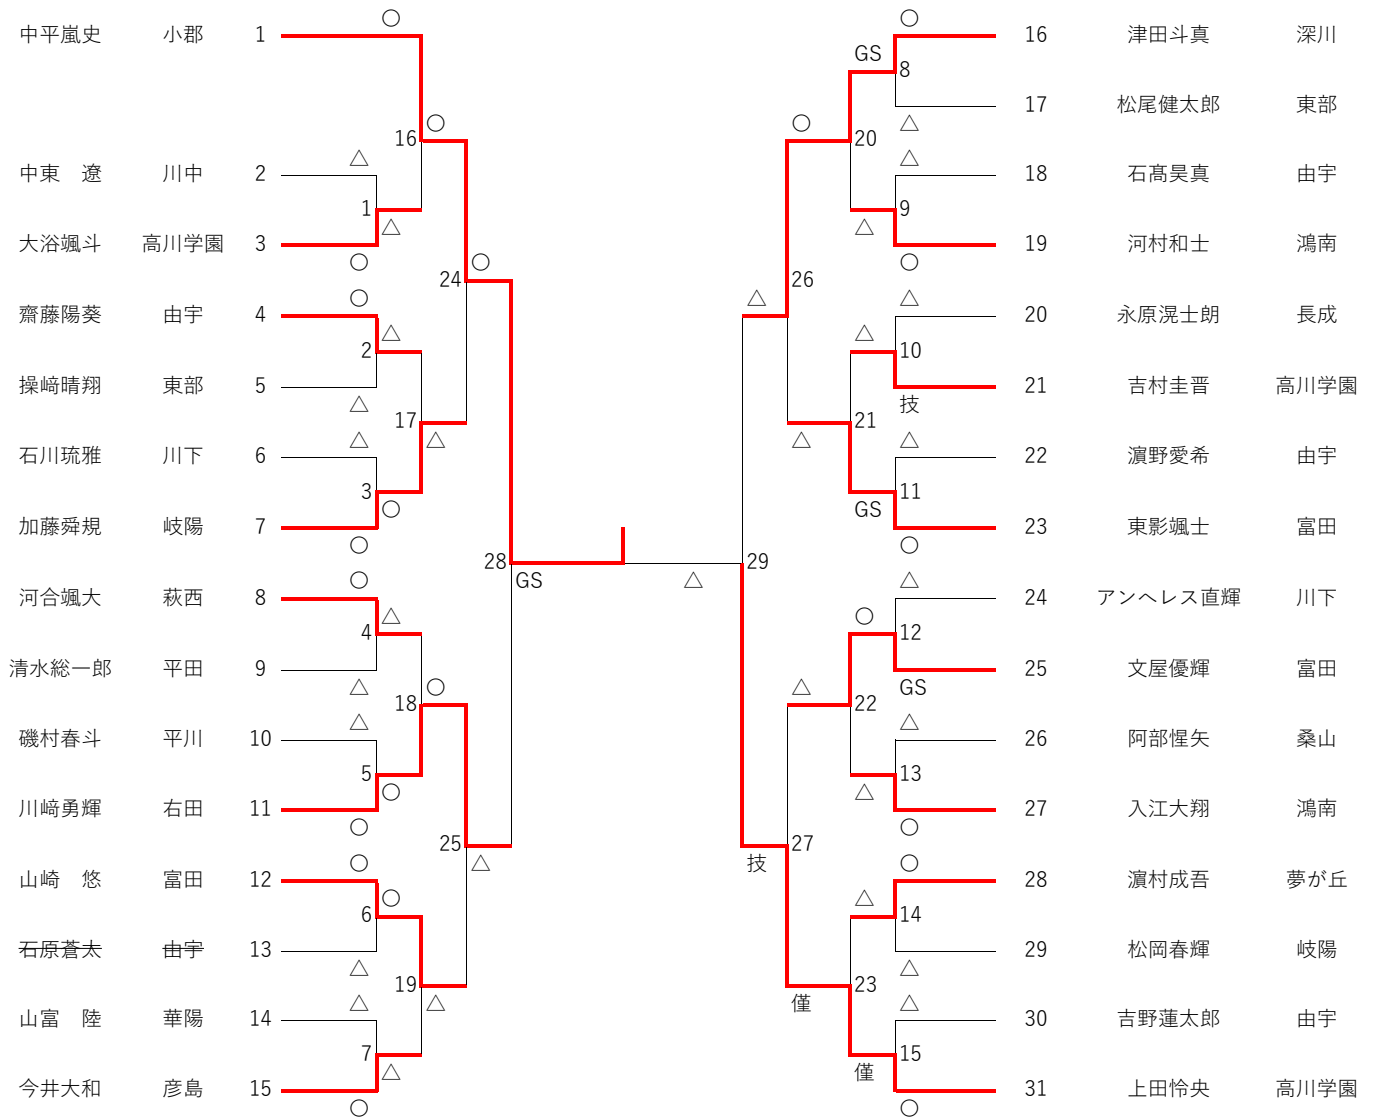 中平嵐史 小郡 1 ○ ○ 16 津田斗真 深川
GS 8
17 松尾健太郎 東部
16 ○ ○ 20 △
中東　遼 川中 2 △ △ 18 石髙昊真 由宇
1 △ △ 9
大浴颯斗 高川学園 3 ○ ○ 19 河村和士 鴻南
24 ○ 26
齋藤陽葵 由宇 4 ○ △ △ 20 永原滉士朗 長成
2 △ △ 10
操﨑晴翔 東部 5 △ 技 21 吉村圭晋 高川学園
17 △ △ 21
石川琉雅 川下 6 △ △ 22 濵野愛希 由宇
3 ○ GS 11
加藤舜規 岐陽 7 ○ ○ 23 東影颯士 富田
28 GS △ 29
河合颯大 萩西 8 ○ △ 24 アンヘレス直輝 川下
4 △ ○ 12
清水総一郎 平田 9 △ GS 25 文屋優輝 富田
18 ○ △ 22
磯村春斗 平川 10 △ △ 26 阿部惺矢 桑山
5 ○ △ 13
川﨑勇輝 右田 11 ○ ○ 27 入江大翔 鴻南
25 △ 技 27
山崎　悠 富田 12 ○ ○ 28 濵村成吾 夢が丘
6 ○ △ 14
石原蒼太 由宇 13 △ △ 29 松岡春輝 岐陽
19 △ 僅 23
山富　陸 華陽 14 △ △ 30 吉野蓮太郎 由宇
7 △ 僅 15
今井大和 彦島 15 ○ ○ 31 上田怜央 高川学園